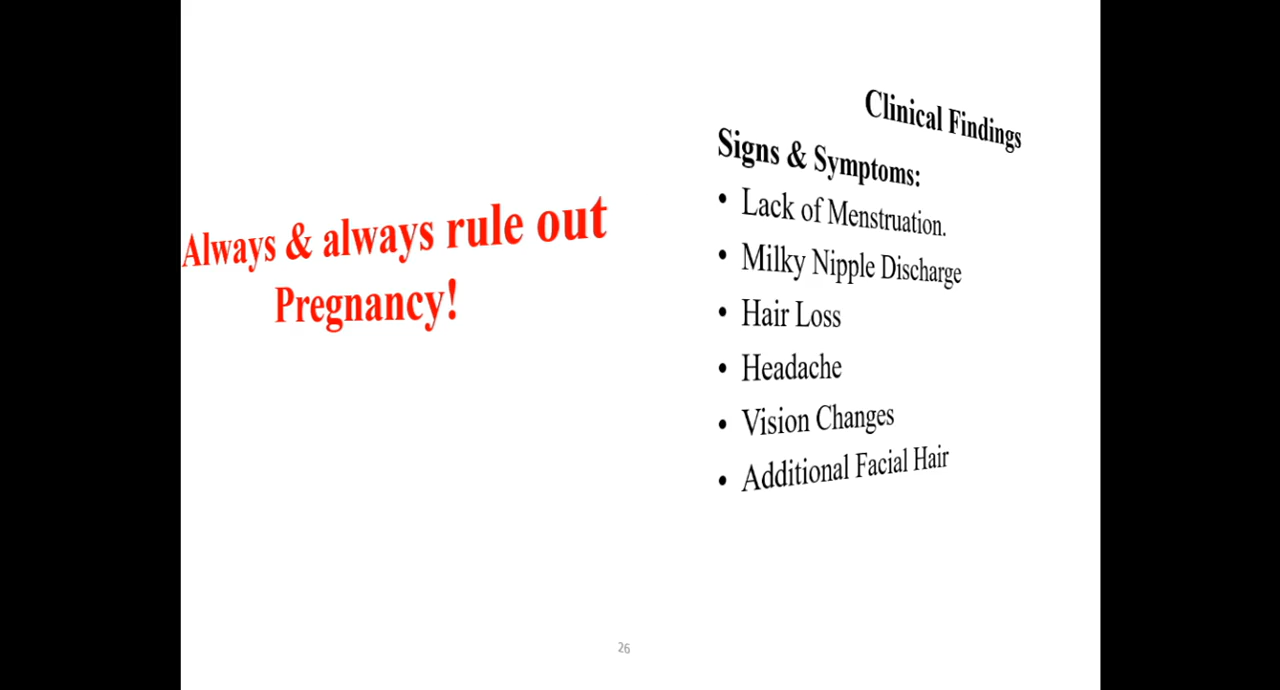 Always & always rule out
Pregnancy!
Clinical Findings
Signs & Symptoms:
• Lack of Menstruation.
• Milky Nipple Discharge
• Hair Loss
• Headache
• Vision Changes
• Additional Facial Hair
26